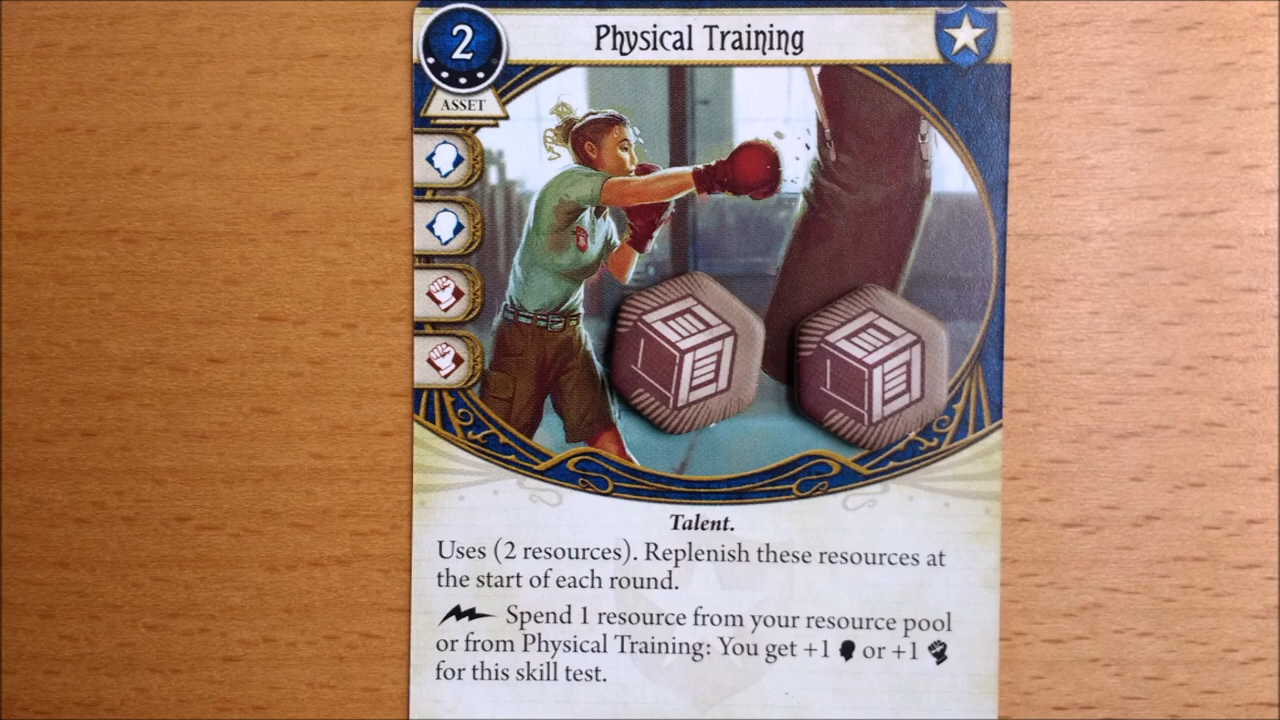 2
Physical Training
ASSET
Talent.
Uses (2 resources). Replenish these resources at
the start of each round.
Spend 1 resource from your resource pool
or from Physical Training: You get +1 or +1
for this skill test.